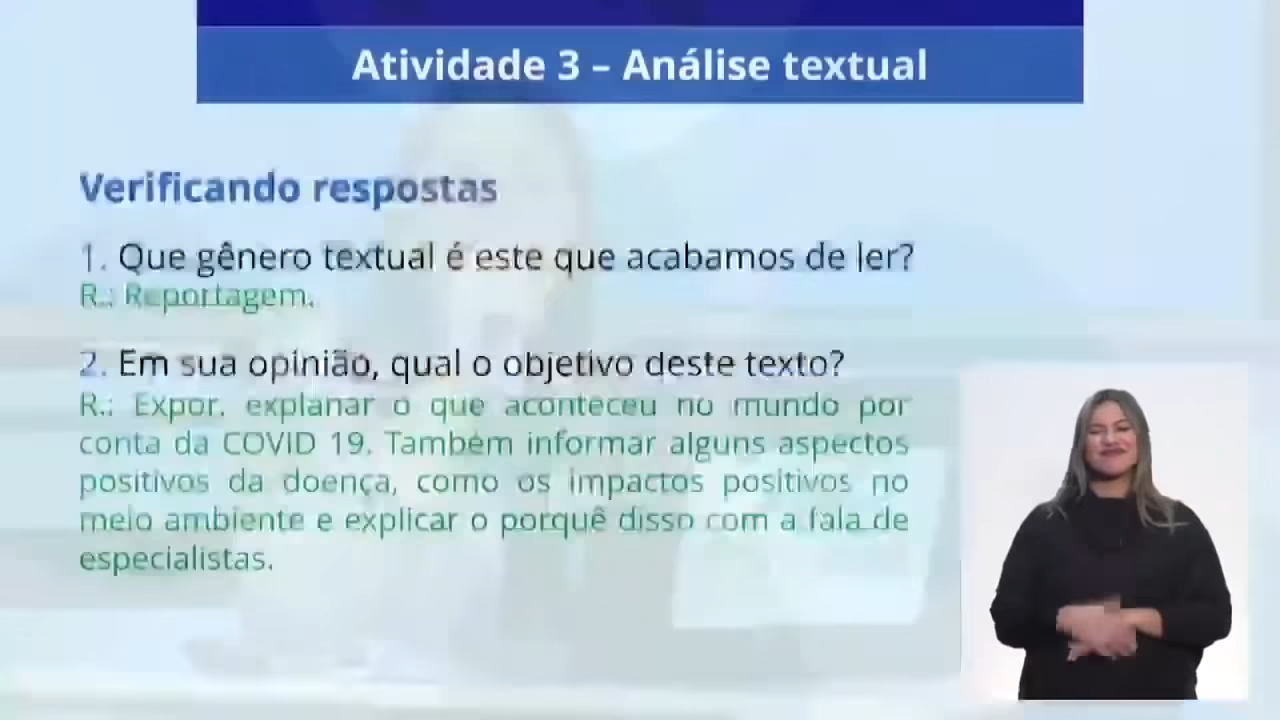 Atividade 3 – Análise textual
Verificando respostas
1. Que gênero textual é este que acabamos de ler?
R.: Reportagem.
2. Em sua opinião, qual o objetivo deste texto?
R.: Expor, explanar o que aconteceu no mundo por
conta da COVID 19. Também informar alguns aspectos
positivos da doença, como os impactos positivos no
meio ambiente e explicar o porquê disso com a fala de
especialistas.